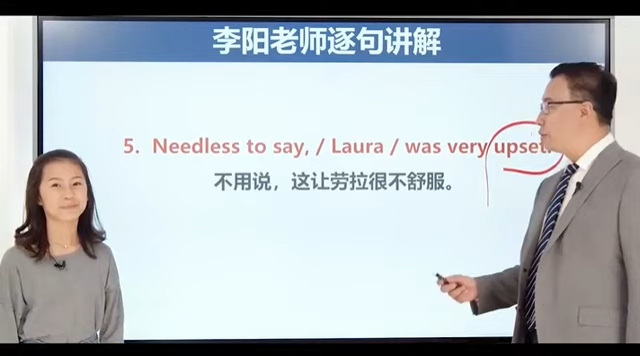 李阳老师逐句讲解
5. Needless to say, / Laura / was very upset.
不用说，这让劳拉很不舒服。